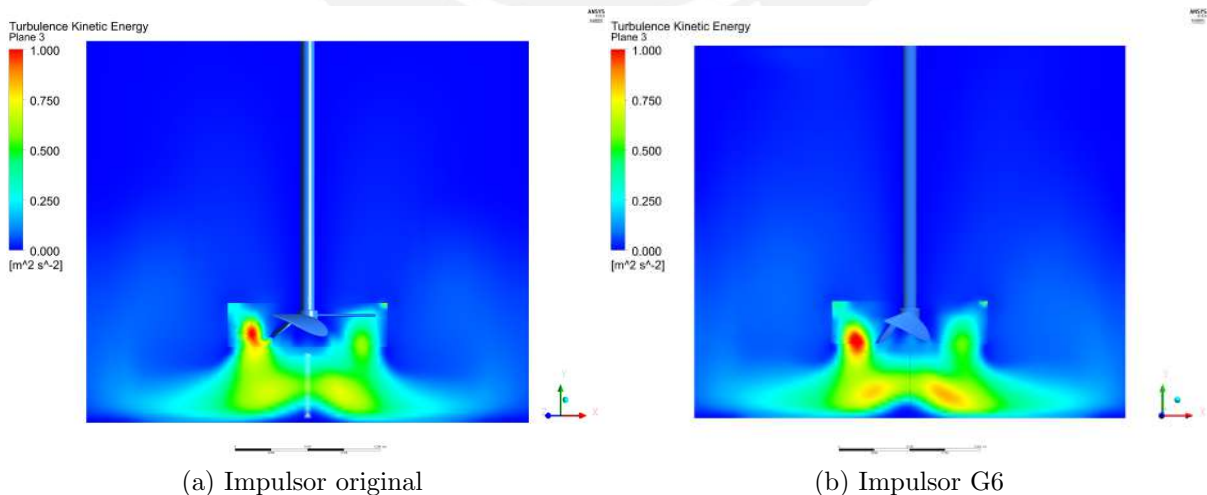 ANSYS
Turbulence Kinetic Energy
Plane 3
1.000
0.750
0.500
0.250
0.000
[m^2 s^-2]
Y
X
(a) Impulsor original
ANSYS
Turbulence Kinetic Energy
Plane 3
1.000
0.750
0.500
0.250
0.000
[m^2 s^-2]
Y
X
(b) Impulsor G6